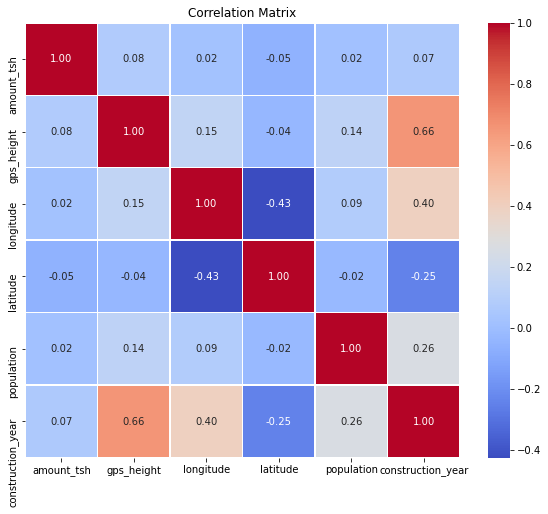 Correlation Matrix
amount_tsh 1.00 0.08 0.02 -0.05 0.02 0.07 1.0
gps_height 0.08 1.00 0.15 -0.04 0.14 0.66 0.8
longitude 0.02 0.15 1.00 -0.43 0.09 0.40 0.6
0.4
latitude -0.05 -0.04 -0.43 1.00 -0.02 -0.25 0.2
0.0
population 0.02 0.14 0.09 -0.02 1.00 0.26 -0.2
construction_year 0.07 0.66 0.40 -0.25 0.26 1.00 -0.4
amount_tsh gps_height longitude latitude population construction_year